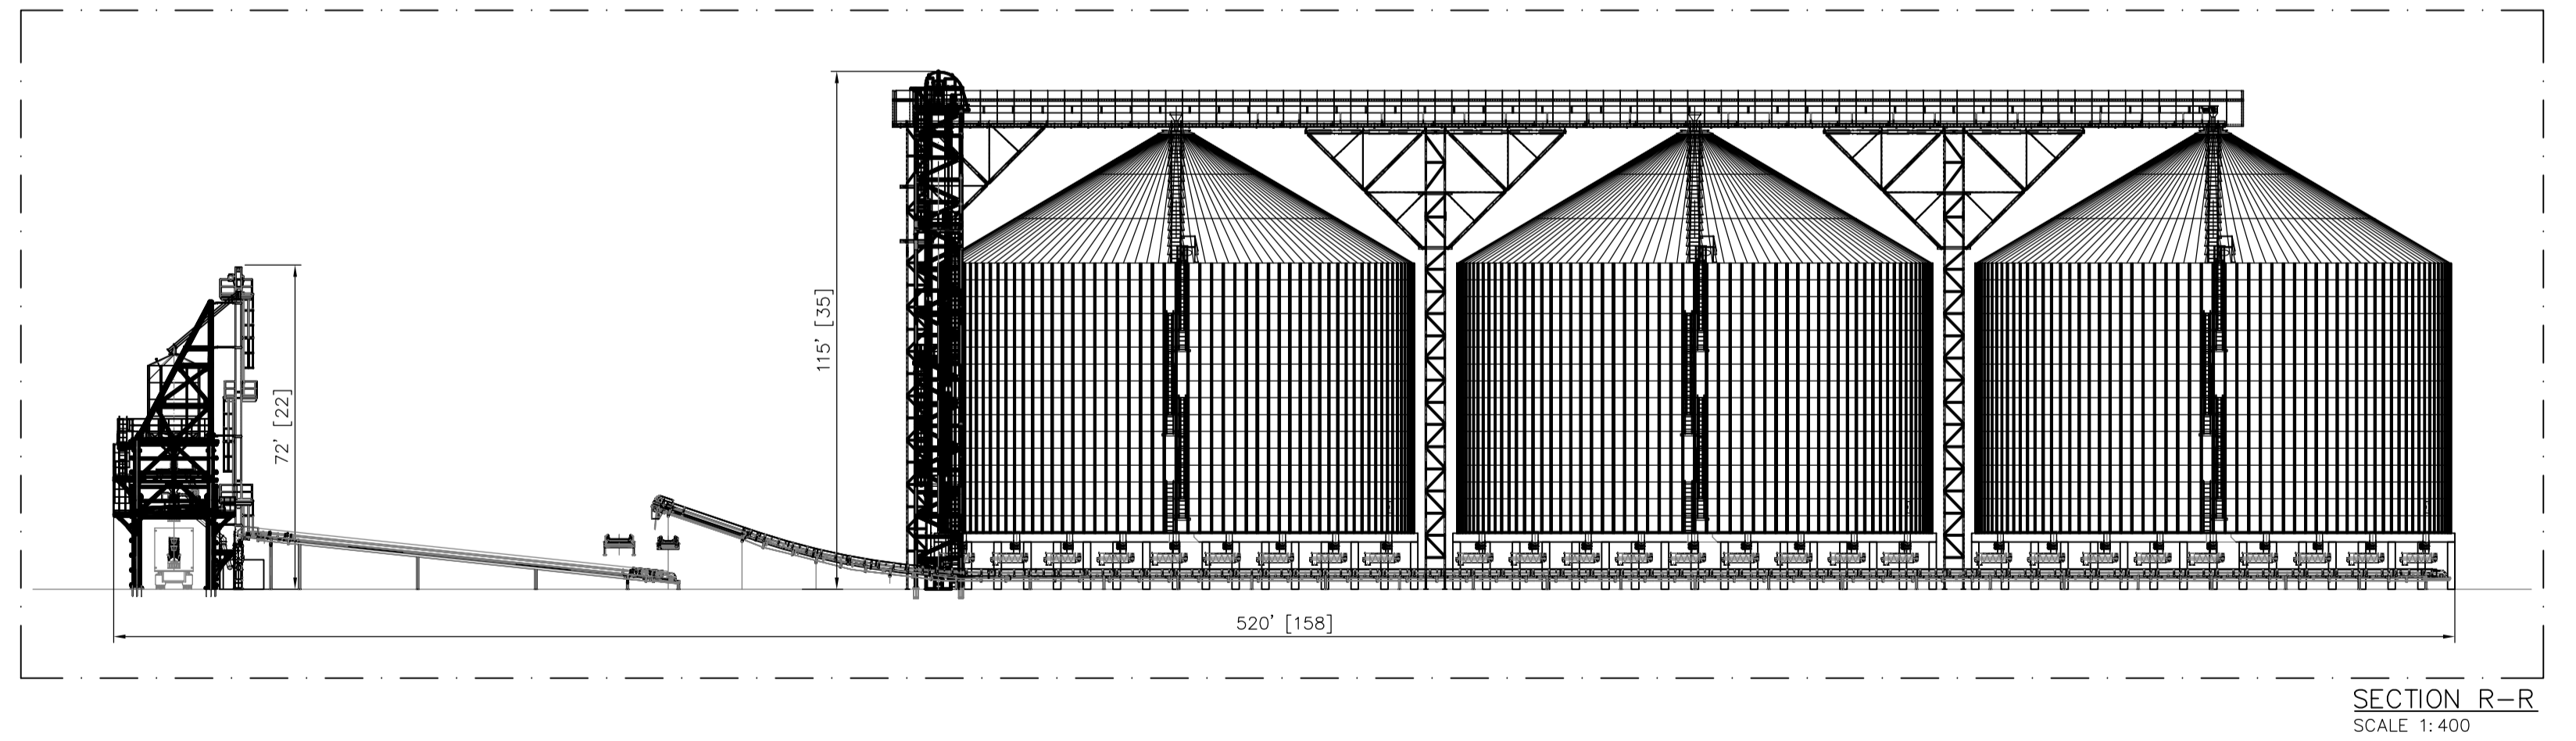 115' [35]
72' [22]
520' [158]
SECTION R-R
SCALE 1:400